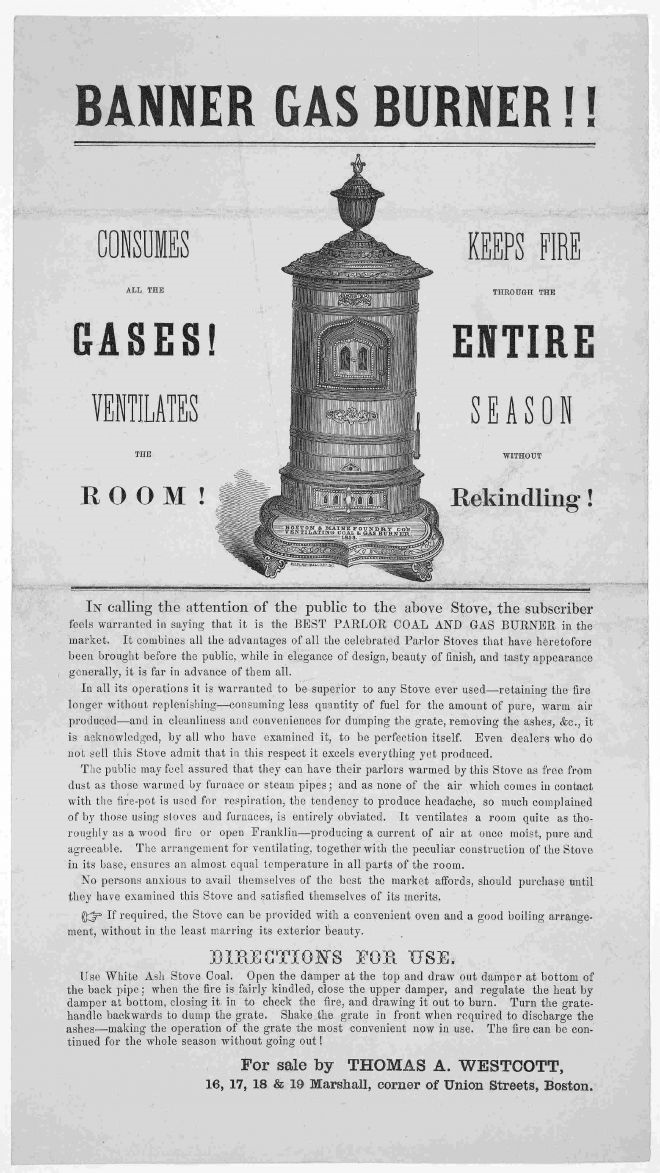 BANNER GAS BURNER!!
CONSUMES
ALL THE
GASES!
VENTILATES
THE
ROOM!
KEEPS FIRE
THROUGH THE
ENTIRE
SEASON
WITHOUT
Rekindling!
BOSTON & MAINE FOUNDRY CO'S
VENTILATING COAL & GAS BURNER
In calling the attention of the public to the above Stove, the subscriber
feels warranted in saying that it is the BEST PARLOR COAL AND GAS BURNER in the
market. It combines all the advantages of all the celebrated Parlor Stoves that have heretofore
been brought before the public, while in elegance of design, beauty of finish, and tasty appearance
generally, it is far in advance of them all.
In all its operations it is warranted to be superior to any Stove ever used—retaining the fire
longer without replenishing—consuming less quantity of fuel for the amount of pure, warm air
produced—and in cleanliness and conveniences for dumping the grate, removing the ashes, &c., it
is acknowledged, by all who have examined it, to be perfection itself. Even dealers who do
not sell this Stove admit that in this respect it excels everything yet produced.
The public may feel assured that they can have their parlors warmed by this Stove as free from
dust as those warmed by furnace or steam pipes; and as none of the air which comes in contact
with the fire-pot is used for respiration, the tendency to produce headache, so much complained
of by those using stoves and furnaces, is entirely obviated. It ventilates a room quite as tho-
roughly as a wood fire or open Franklin—producing a current of air at once moist, pure and
agreeable. The arrangement for ventilating, together with the peculiar construction of the Stove
in its base, ensures an almost equal temperature in all parts of the room.
No persons anxious to avail themselves of the best the market affords, should purchase until
they have examined this Stove and satisfied themselves of its merits.
☞ If required, the Stove can be provided with a convenient oven and a good boiling arrange-
ment, without in the least marring its exterior beauty.
DIRECTIONS FOR USE.
Use White Ash Stove Coal. Open the damper at the top and draw out damper at bottom of
the back pipe; when the fire is fairly kindled, close the upper damper, and regulate the heat by
damper at bottom, closing it in to check the fire, and drawing it out to burn. Turn the grate-
handle backwards to dump the grate. Shake the grate in front when required to discharge the
ashes—making the operation of the grate the most convenient now in use. The fire can be con-
tinued for the whole season without going out!
For sale by THOMAS A. WESTCOTT,
16, 17, 18 & 19 Marshall, corner of Union Streets, Boston.